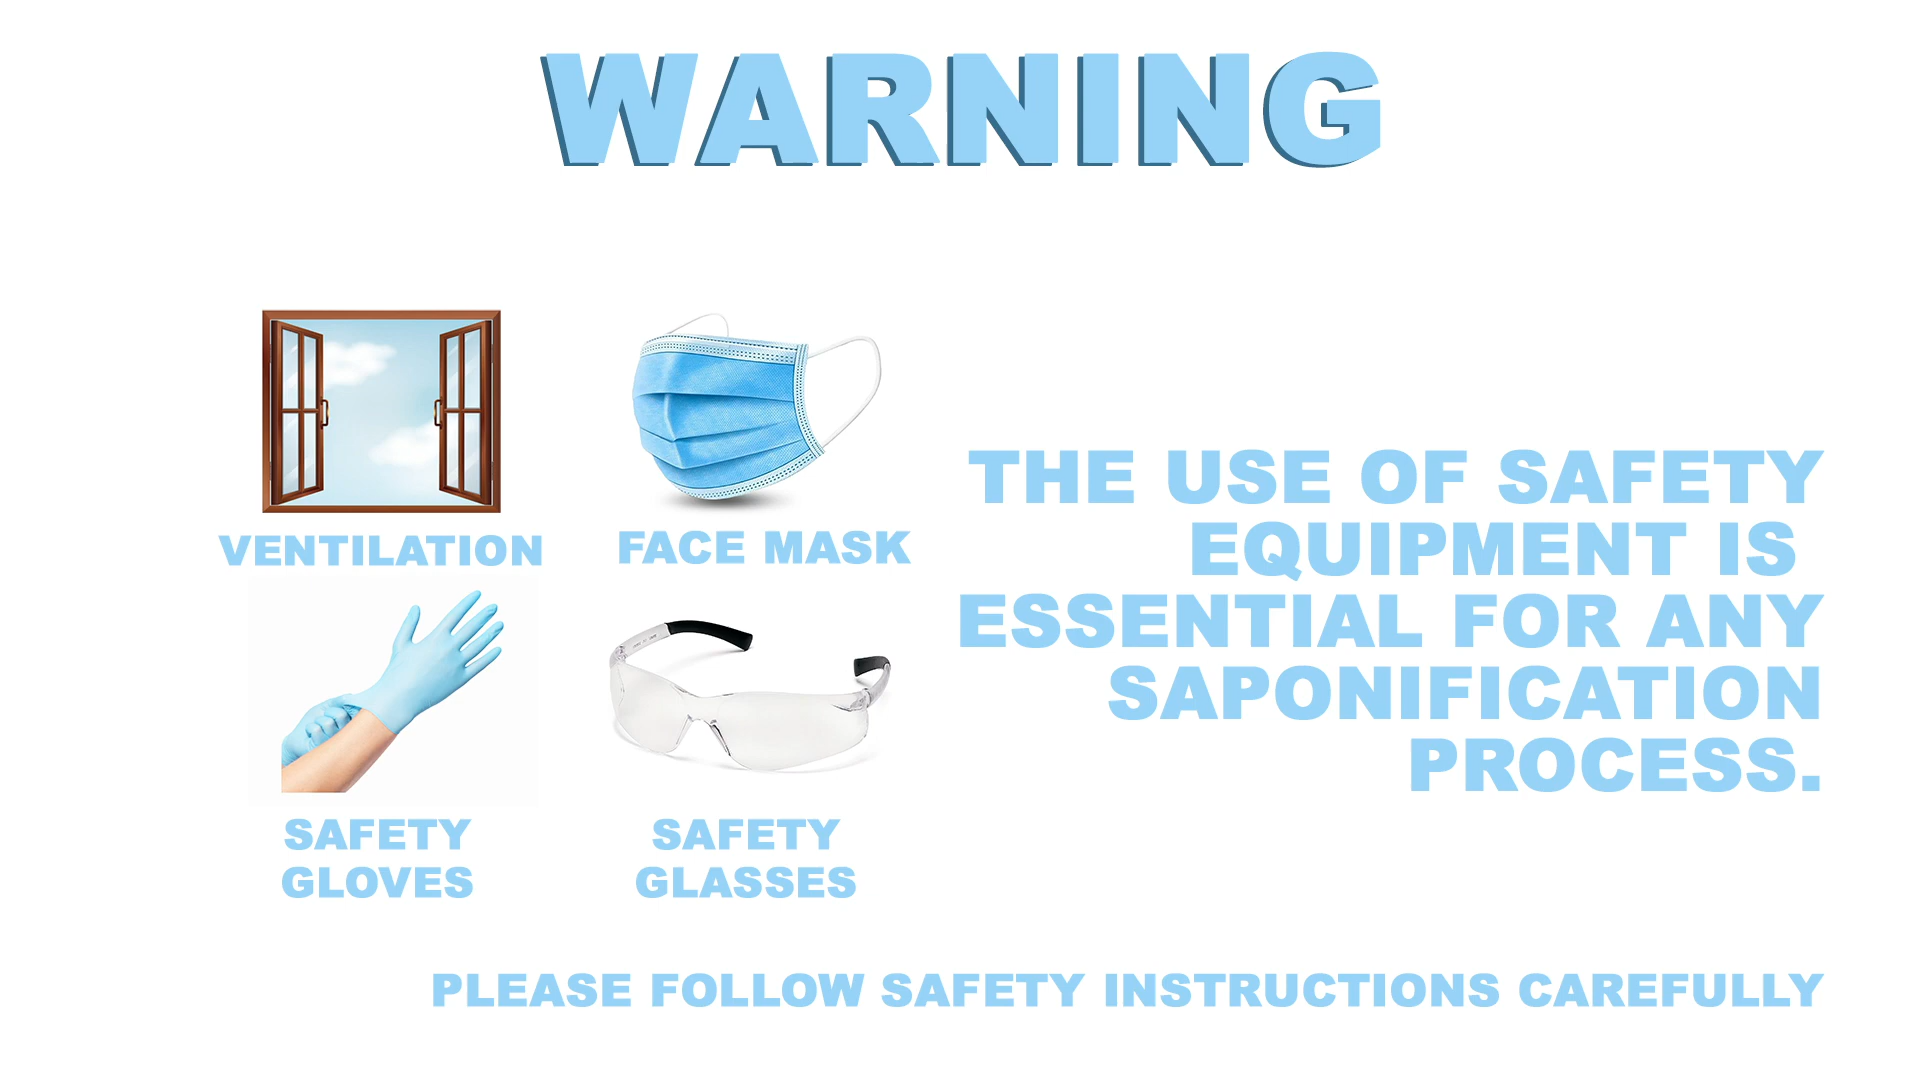 WARNING
VENTILATION
FACE MASK
SAFETY
GLOVES
SAFETY
GLASSES
THE USE OF SAFETY
EQUIPMENT IS
ESSENTIAL FOR ANY
SAPONIFICATION
PROCESS.
PLEASE FOLLOW SAFETY INSTRUCTIONS CAREFULLY